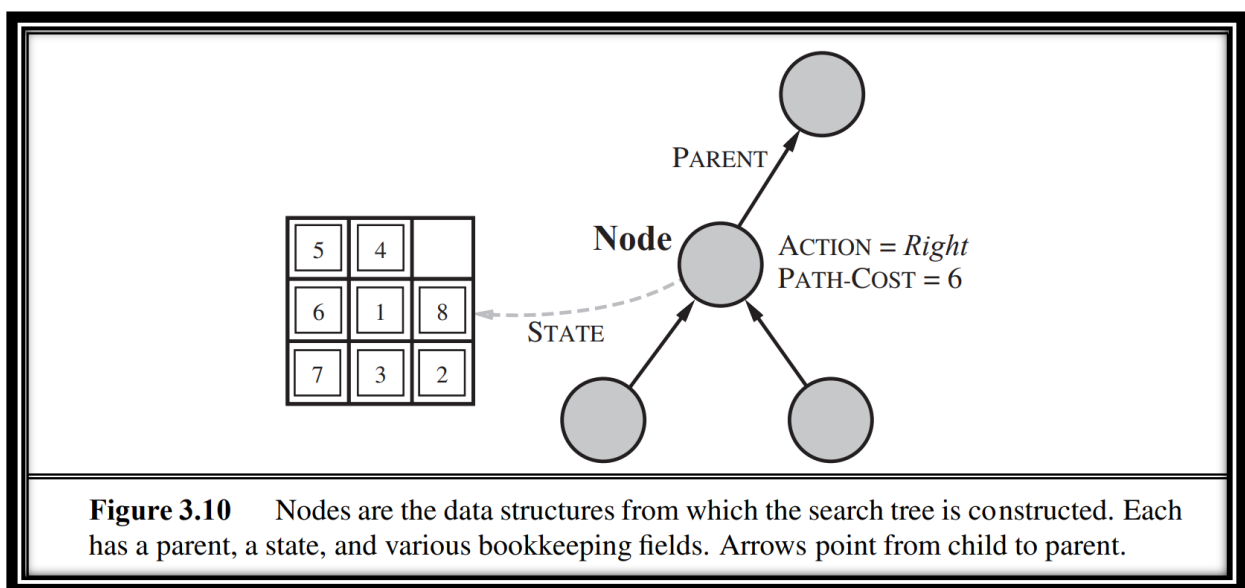 PARENT
Node
ACTION = Right
PATH-COST = 6
STATE
5 4
6 1 8
7 3 2
Figure 3.10 Nodes are the data structures from which the search tree is constructed. Each
has a parent, a state, and various bookkeeping fields. Arrows point from child to parent.